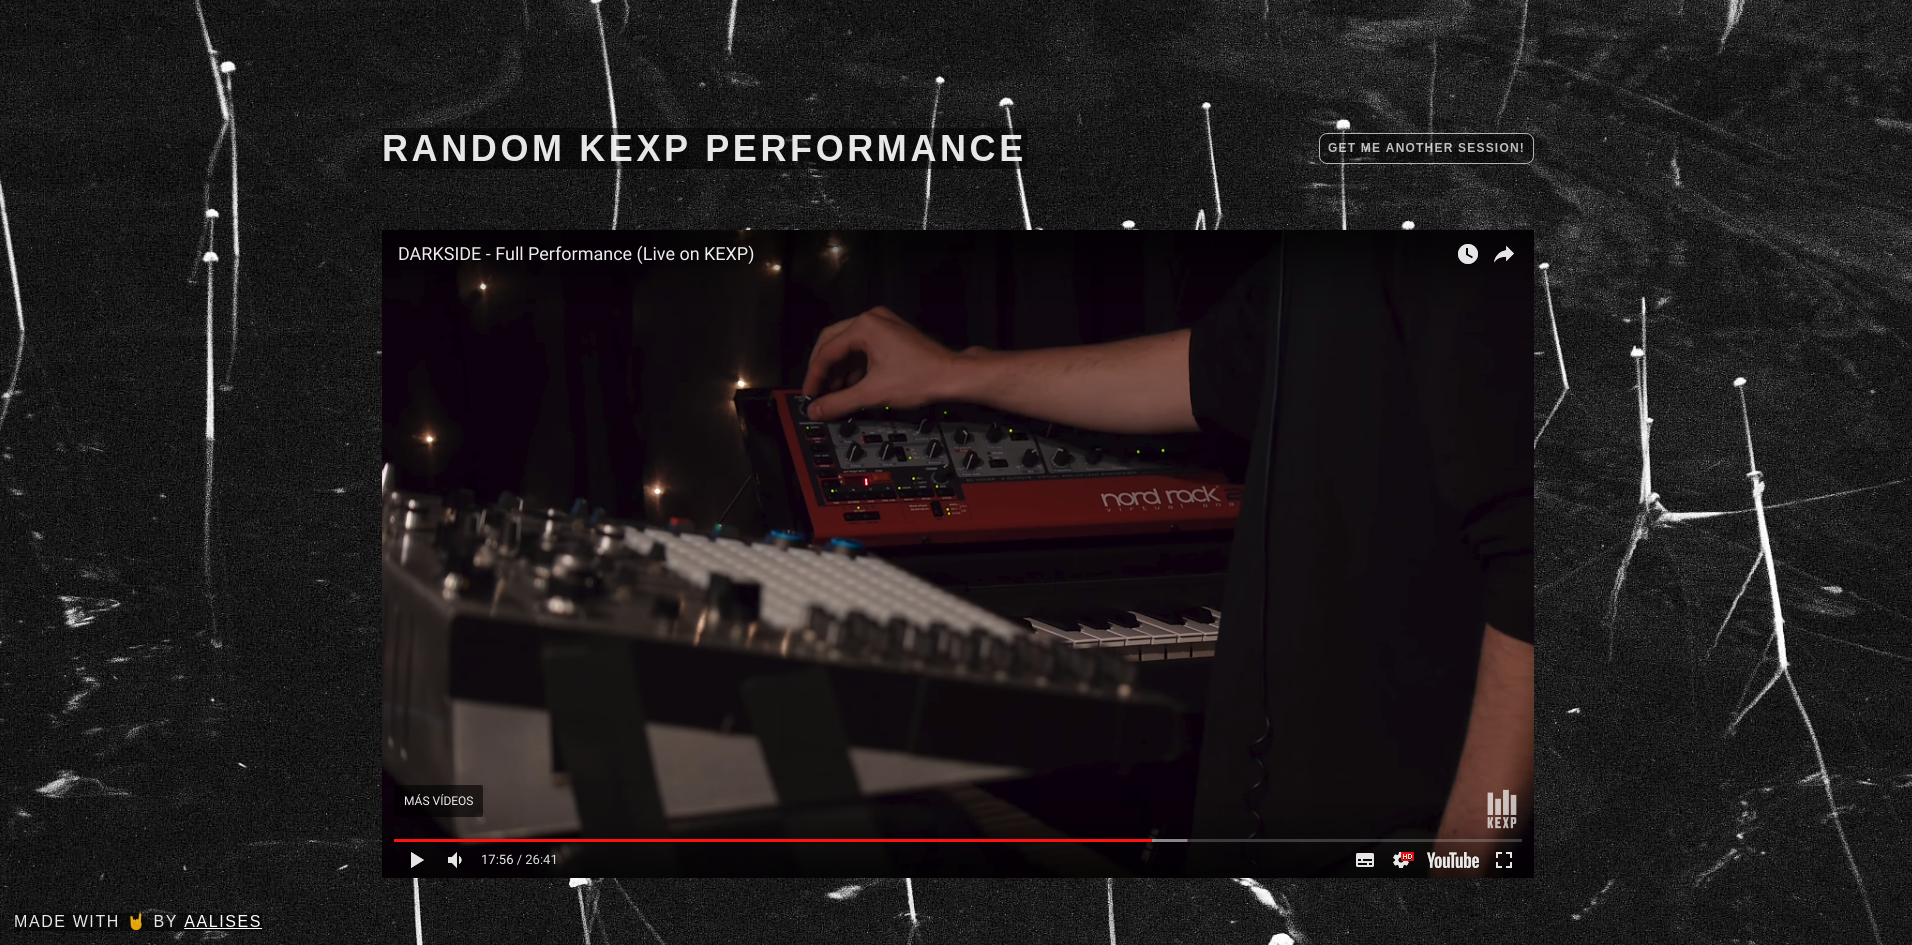 RANDOM KEXP PERFORMANCE
GET ME ANOTHER SESSION!
DARKSIDE - Full Performance (Live on KEXP)
nord rack
MÁS VÍDEOS
KEXP
17:56 / 26:41
HD
YouTube
MADE WITH 🤘 BY AALISES